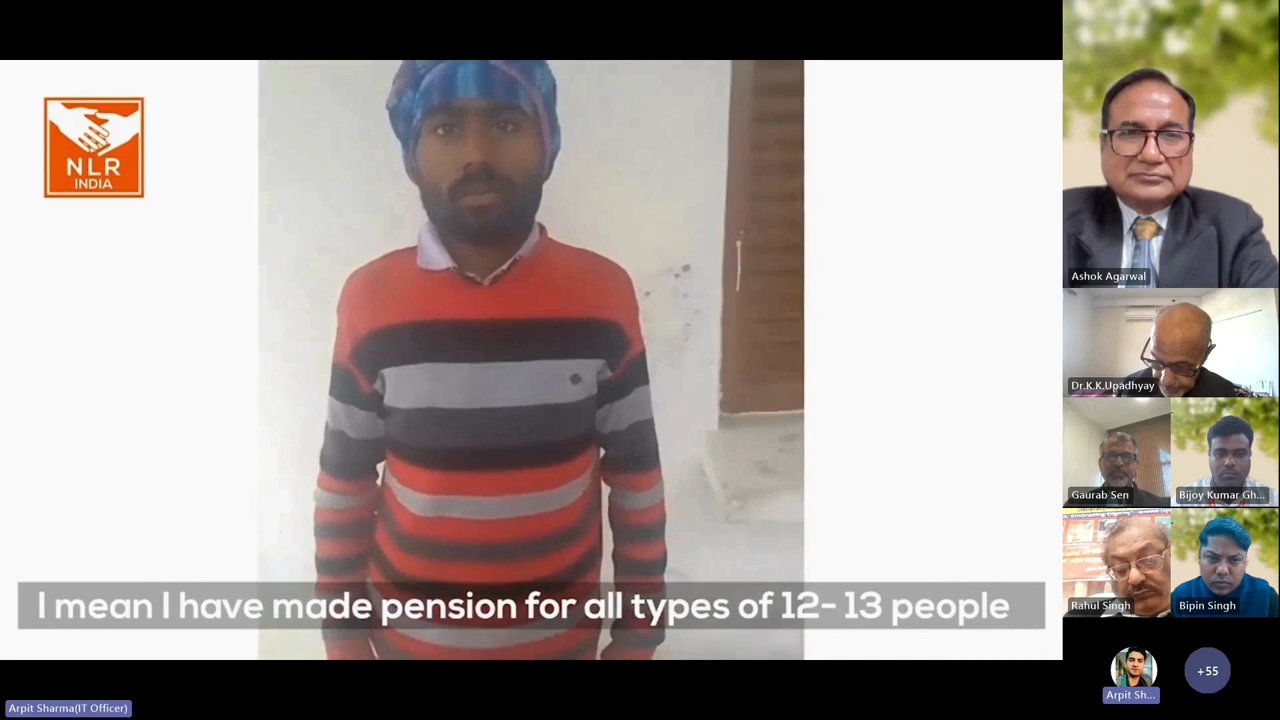 NLR
INDIA
I mean I have made pension for all types of 12- 13 people
Ashok Agarwal
Dr.K.K.Upadhyay
Gaurab Sen
Bijoy Kumar Gh...
Rahul Singh
Bipin Singh
Arpit Sh...
+55
Arpit Sharma(IT Officer)